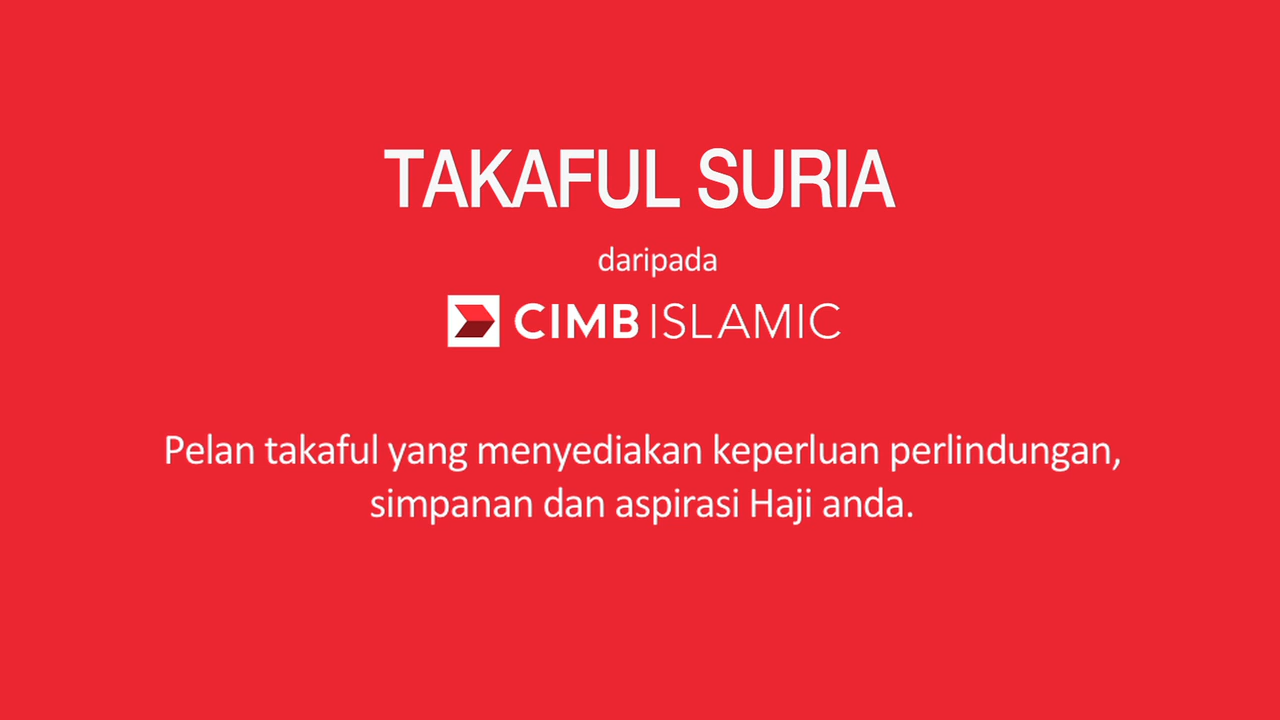 TAKAFUL SURIA
daripada
CIMB ISLAMIC
Pelan takaful yang menyediakan keperluan perlindungan,
simpanan dan aspirasi Haji anda.